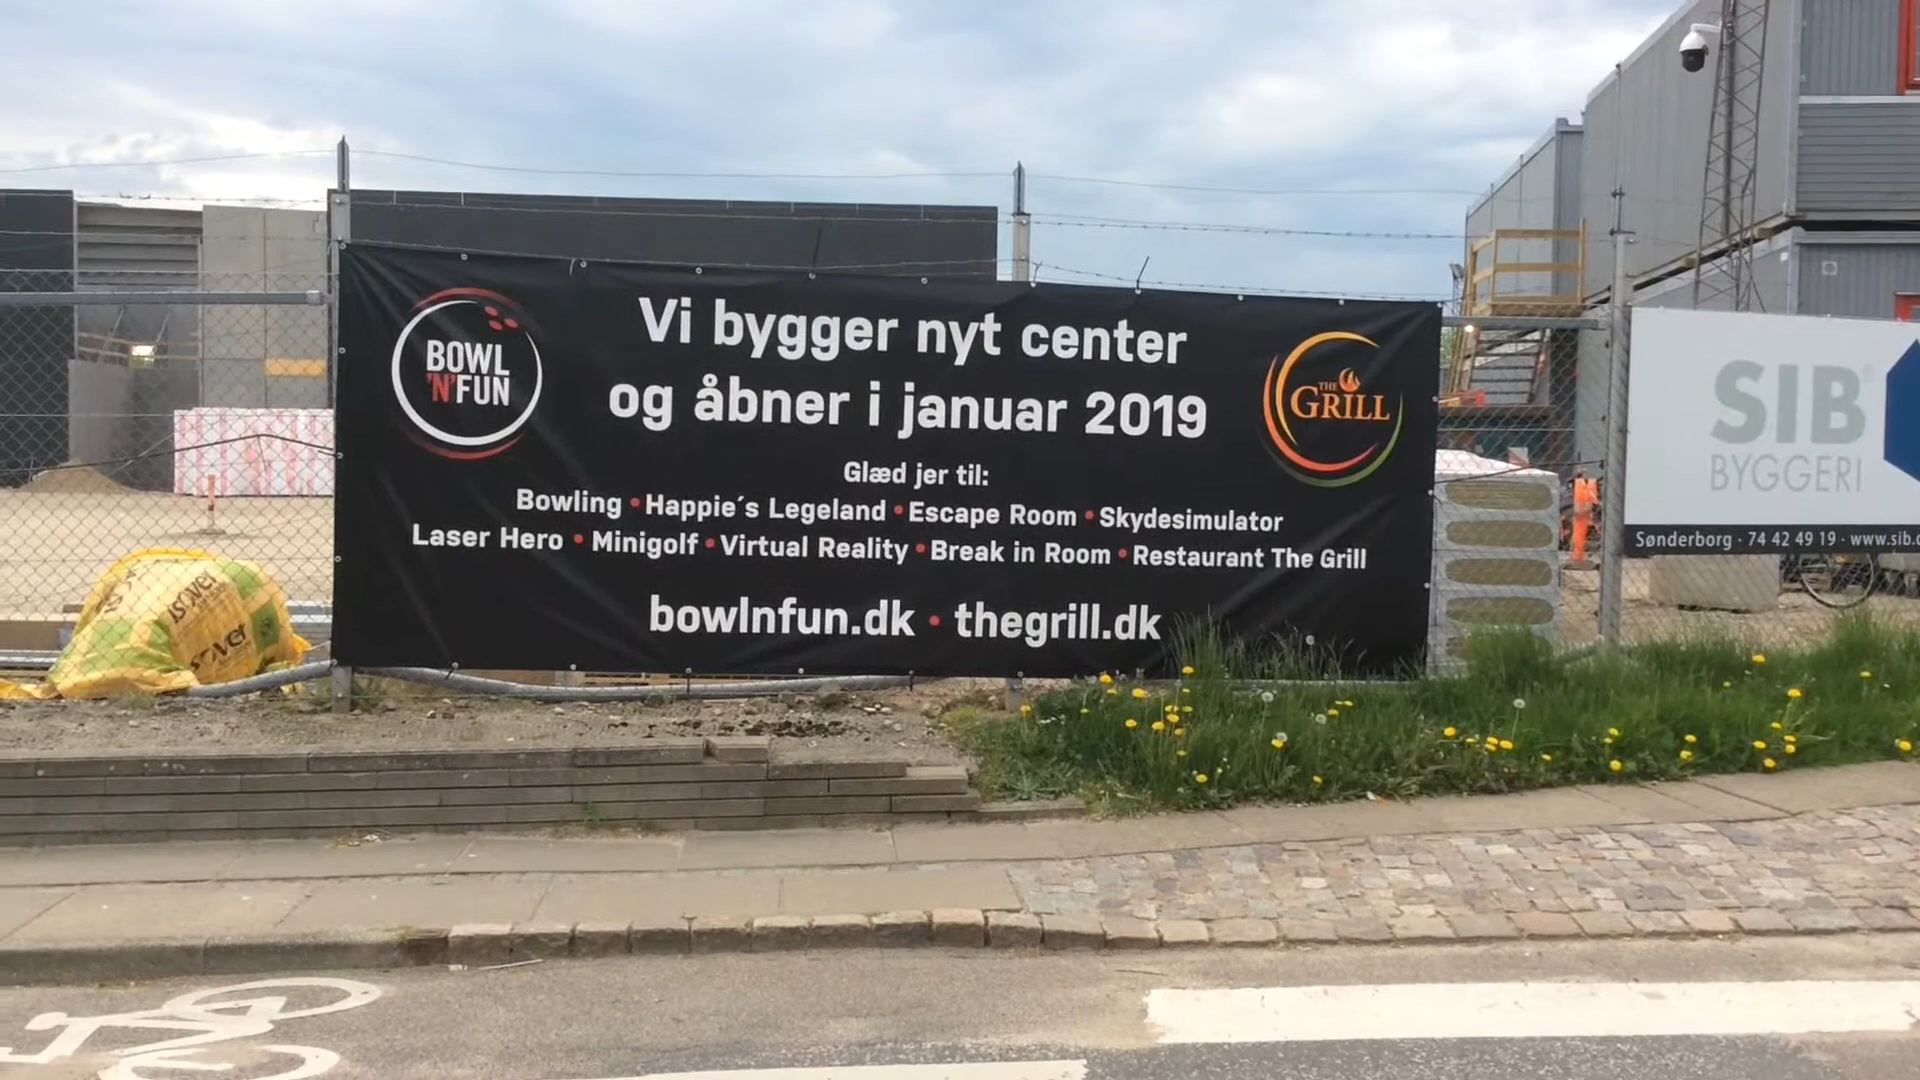 BOWL
'N'FUN
Vi bygger nyt center
og åbner i januar 2019
THE
GRILL
Glæd jer til:
Bowling • Happie´s Legeland • Escape Room • Skydesimulator
Laser Hero • Minigolf • Virtual Reality • Break in Room • Restaurant The Grill
bowlnfun.dk • thegrill.dk
SIB®
BYGGERI
Sønderborg · 74 42 49 19 · www.sib.d
isover
isover